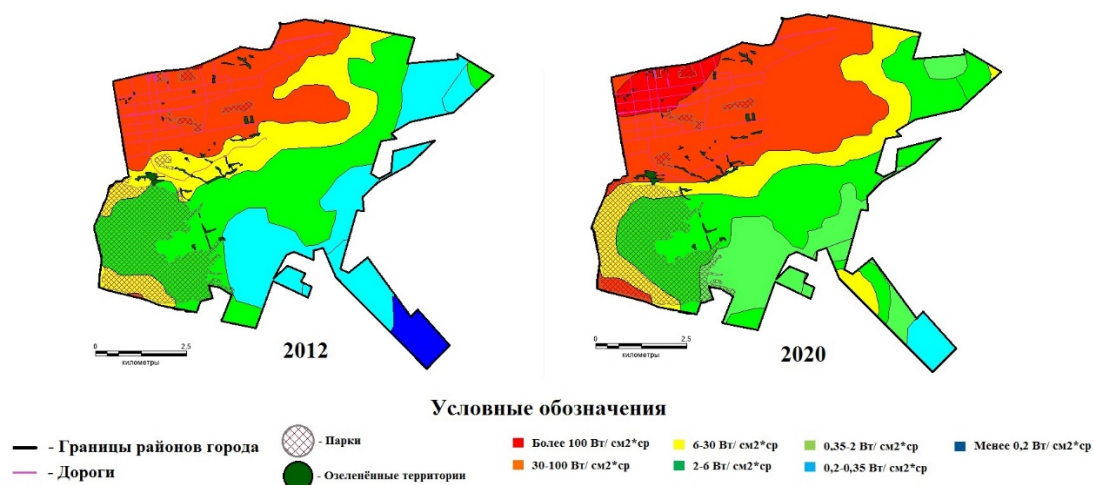 0
2,5
километры
2012
0
2,5
километры
2020
Условные обозначения
- Границы районов города
- Дороги
- Парки
- Озеленённые территории
Более 100 Вт/ см2*ср
30-100 Вт/ см2*ср
6-30 Вт/ см2*ср
2-6 Вт/ см2*ср
0,35-2 Вт/ см2*ср
0,2-0,35 Вт/ см2*ср
Менее 0,2 Вт/ см2*ср